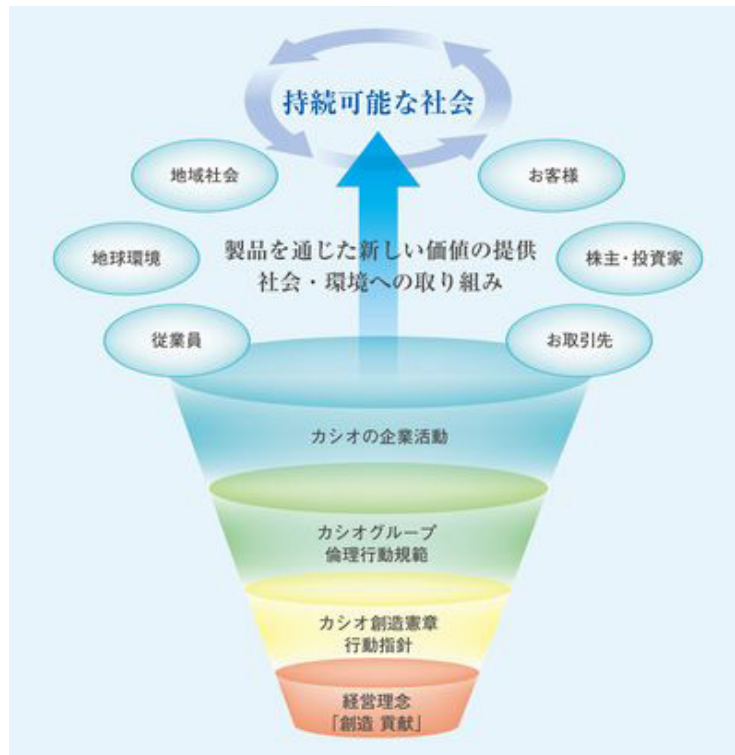 持続可能な社会
地域社会
お客様
地球環境
製品を通じた新しい価値の提供
社会・環境への取り組み
株主・投資家
従業員
お取引先
カシオの企業活動
カシオグループ
倫理行動規範
カシオ創造憲章
行動指針
経営理念
「創造 貢献」